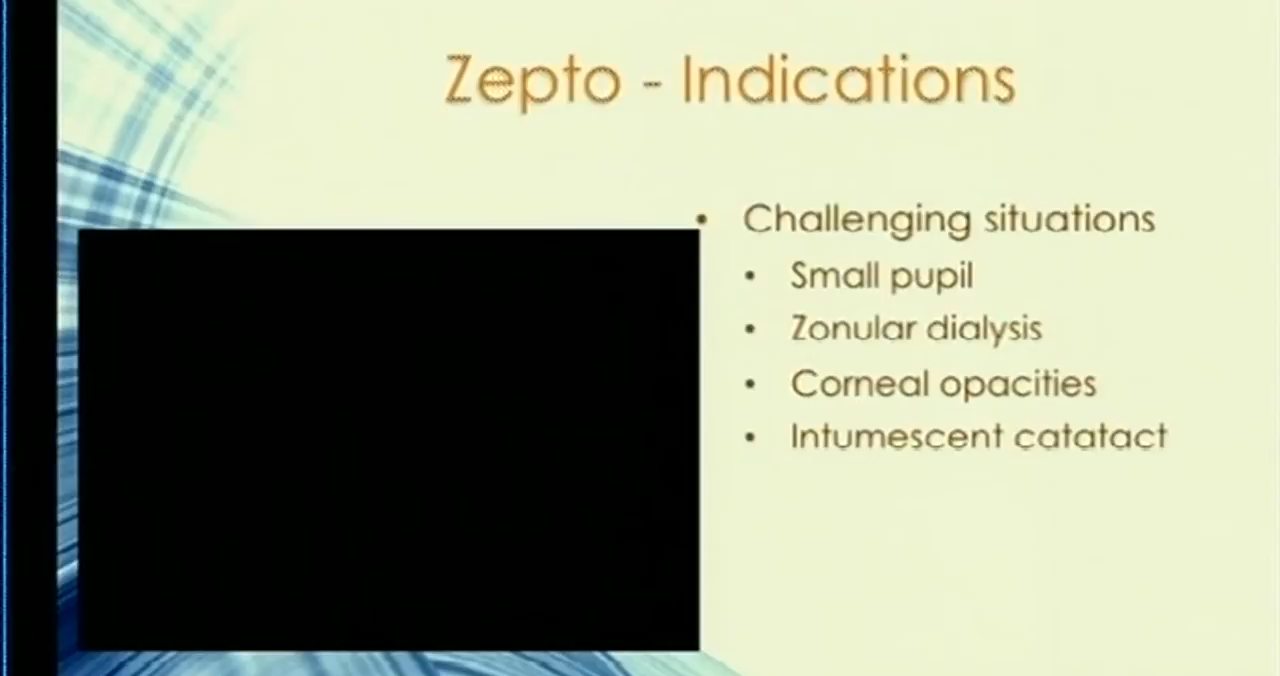 Zepto - Indications
• Challenging situations
• Small pupil
• Zonular dialysis
• Corneal opacities
• Intumescent catatact